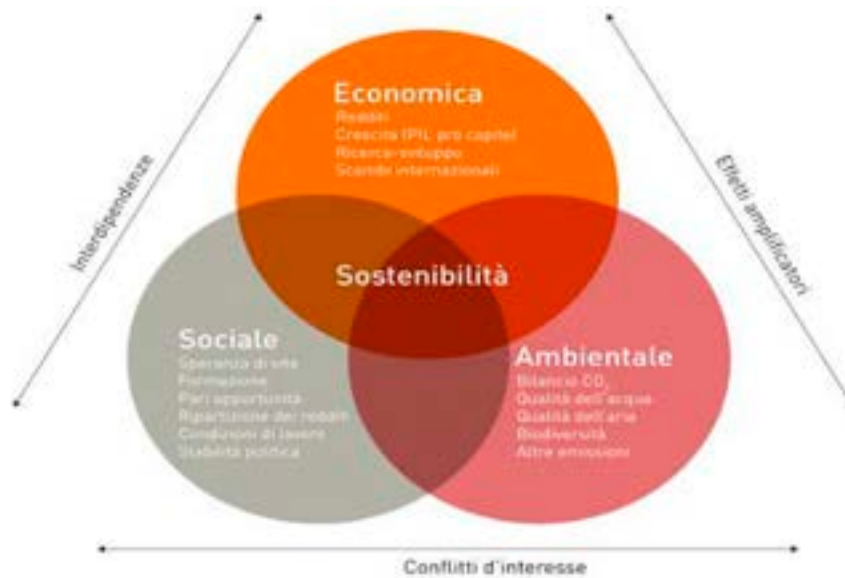 Economica
Redditi
Crescita (PIL pro capite)
Ricerca-sviluppo
Scambi internazionali
Interdipendenze
Effetti amplificatori
Sostenibilità
Sociale
Speranza di vita
Formazione
Pari opportunità
Ripartizione dei redditi
Condizioni di lavoro
Stabilità politica
Ambientale
Bilancio CO₂
Qualità dell'acqua
Qualità dell'aria
Biodiversità
Altre emissioni
Conflitti d'interesse